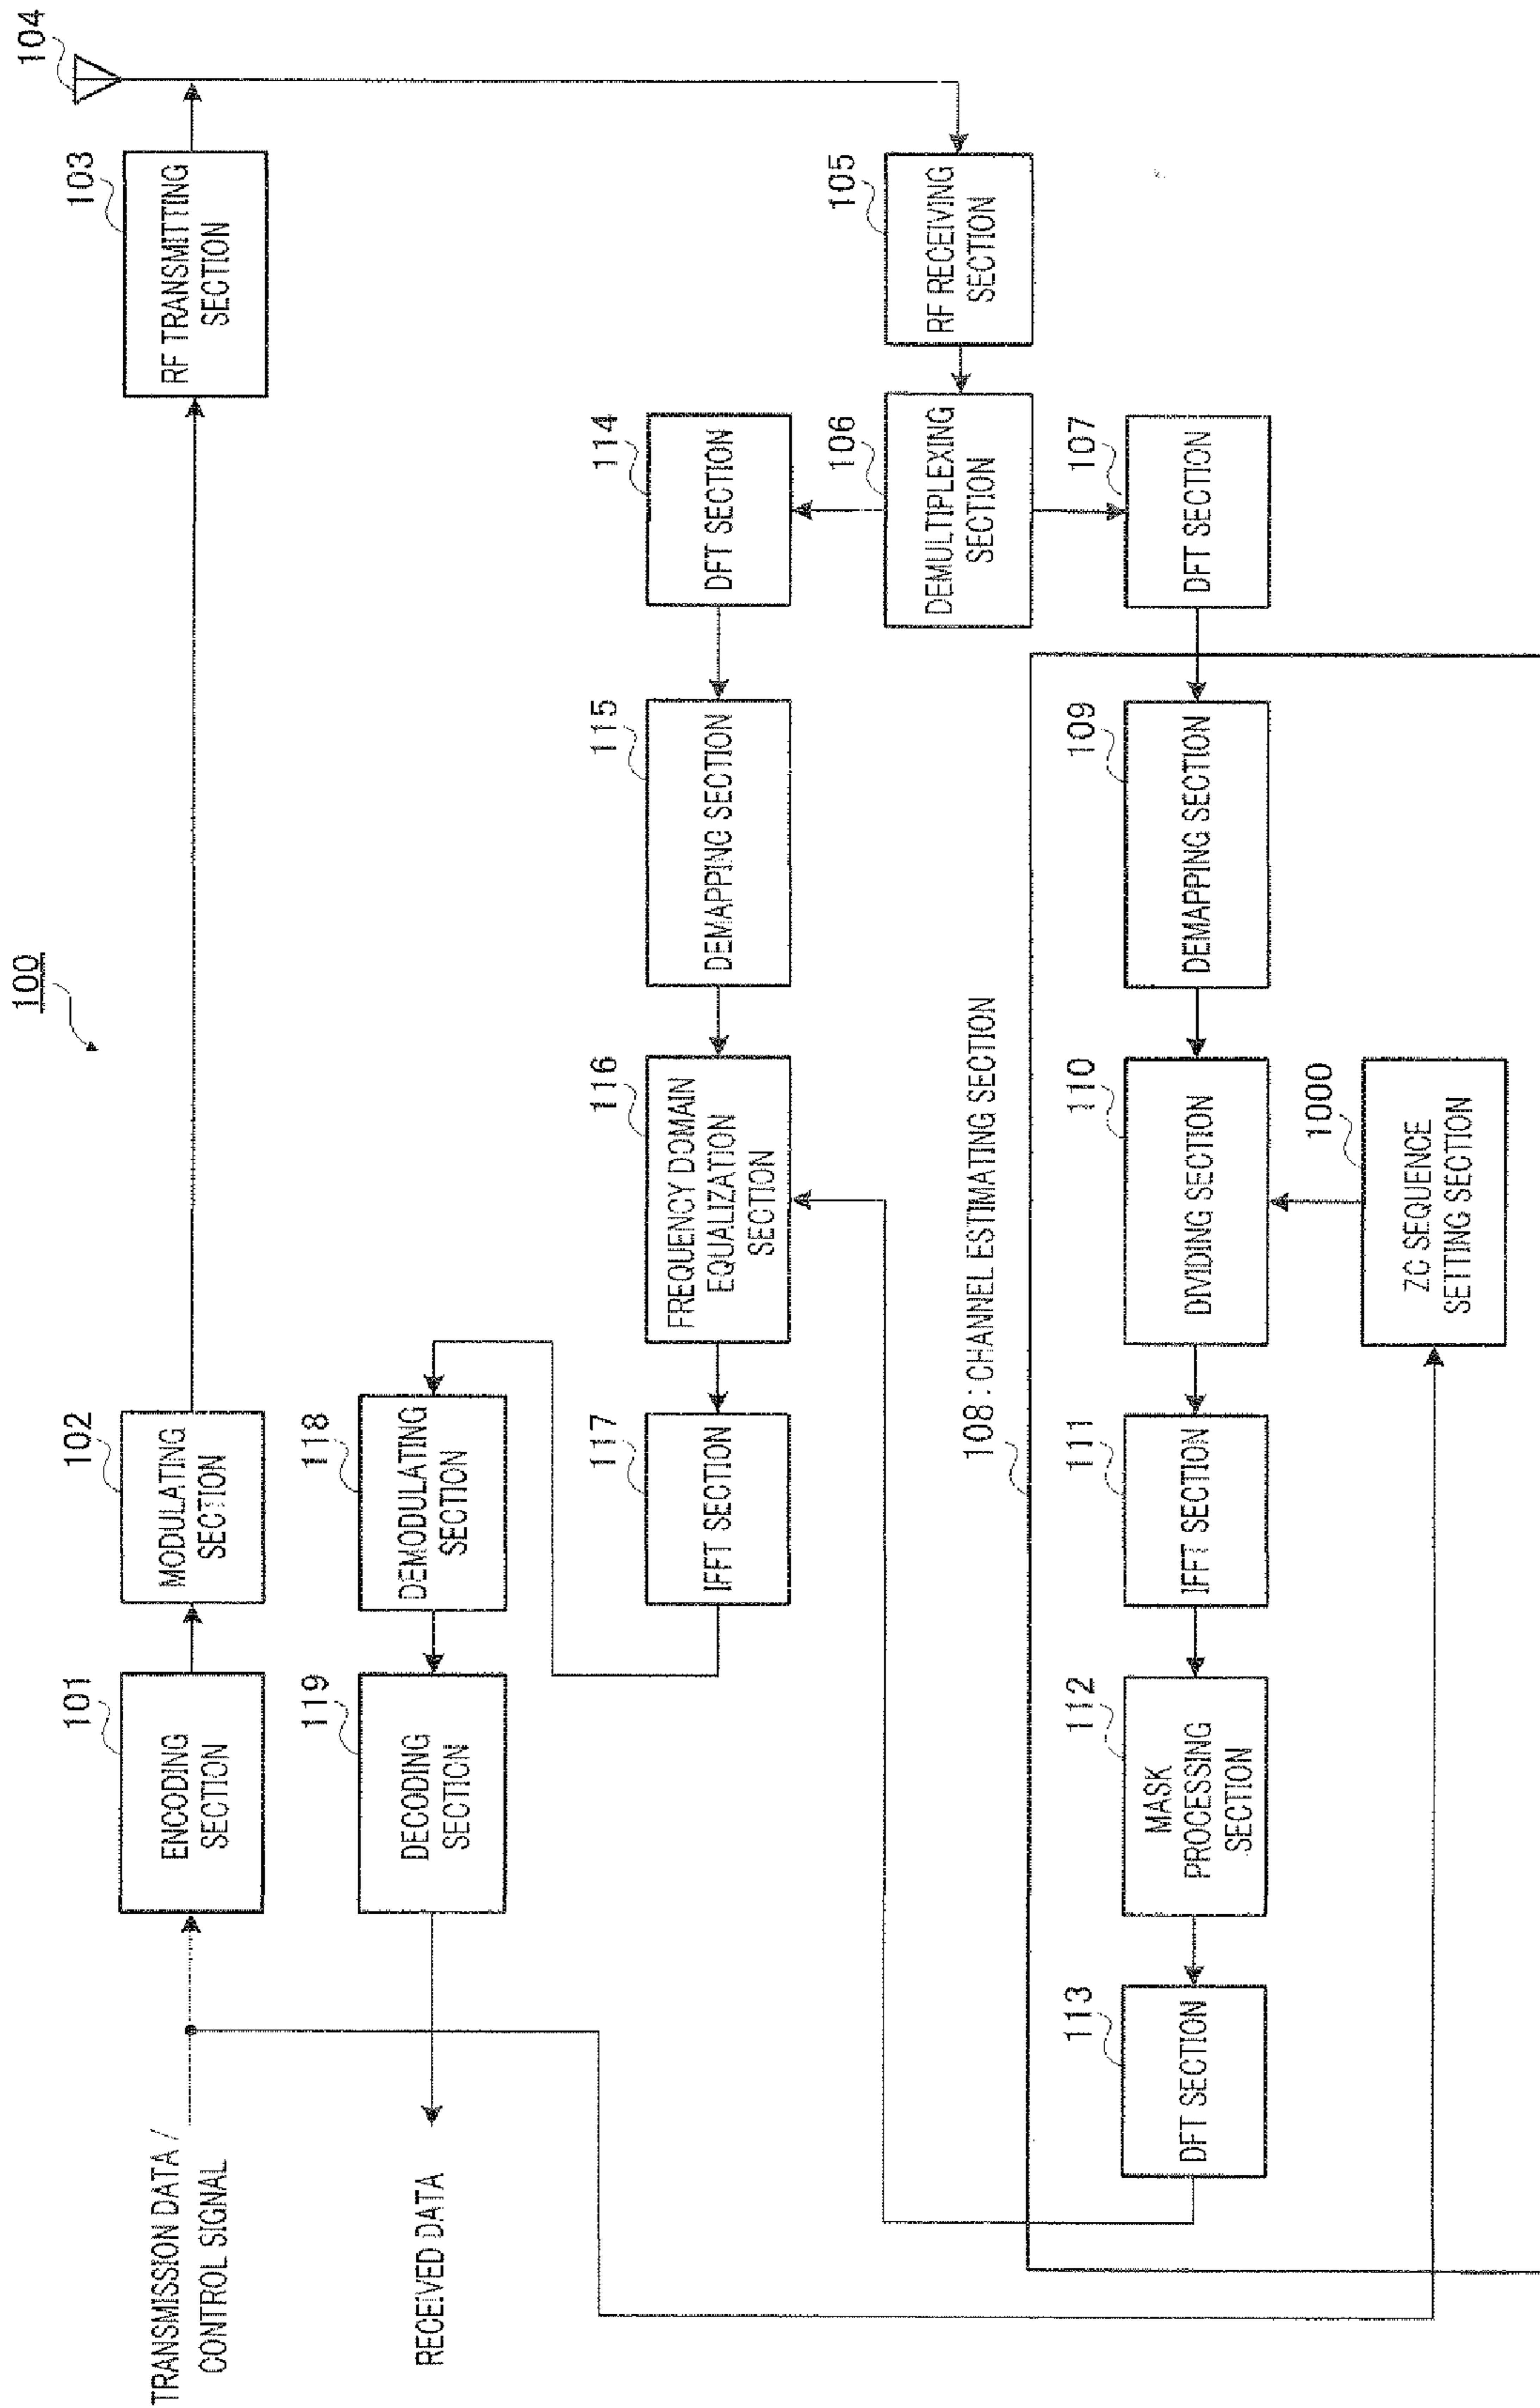 100
TRANSMISSION DATA /
CONTROL SIGNAL
101
ENCODING
SECTION
102
MODULATING
SECTION
103
RF TRANSMITTING
SECTION
104
RECEIVED DATA
119
DECODING
SECTION
118
DEMODULATING
SECTION
117
IFFT SECTION
116
FREQUENCY DOMAIN
EQUALIZATION
SECTION
115
DEMAPPING SECTION
114
DFT SECTION
106
DEMULTIPLEXING
SECTION
105
RF RECEIVING
SECTION
108 : CHANNEL ESTIMATING SECTION
113
DFT SECTION
112
MASK
PROCESSING
SECTION
111
IFFT SECTION
110
DIVIDING SECTION
109
DEMAPPING SECTION
107
DFT SECTION
1000
ZC SEQUENCE
SETTING SECTION